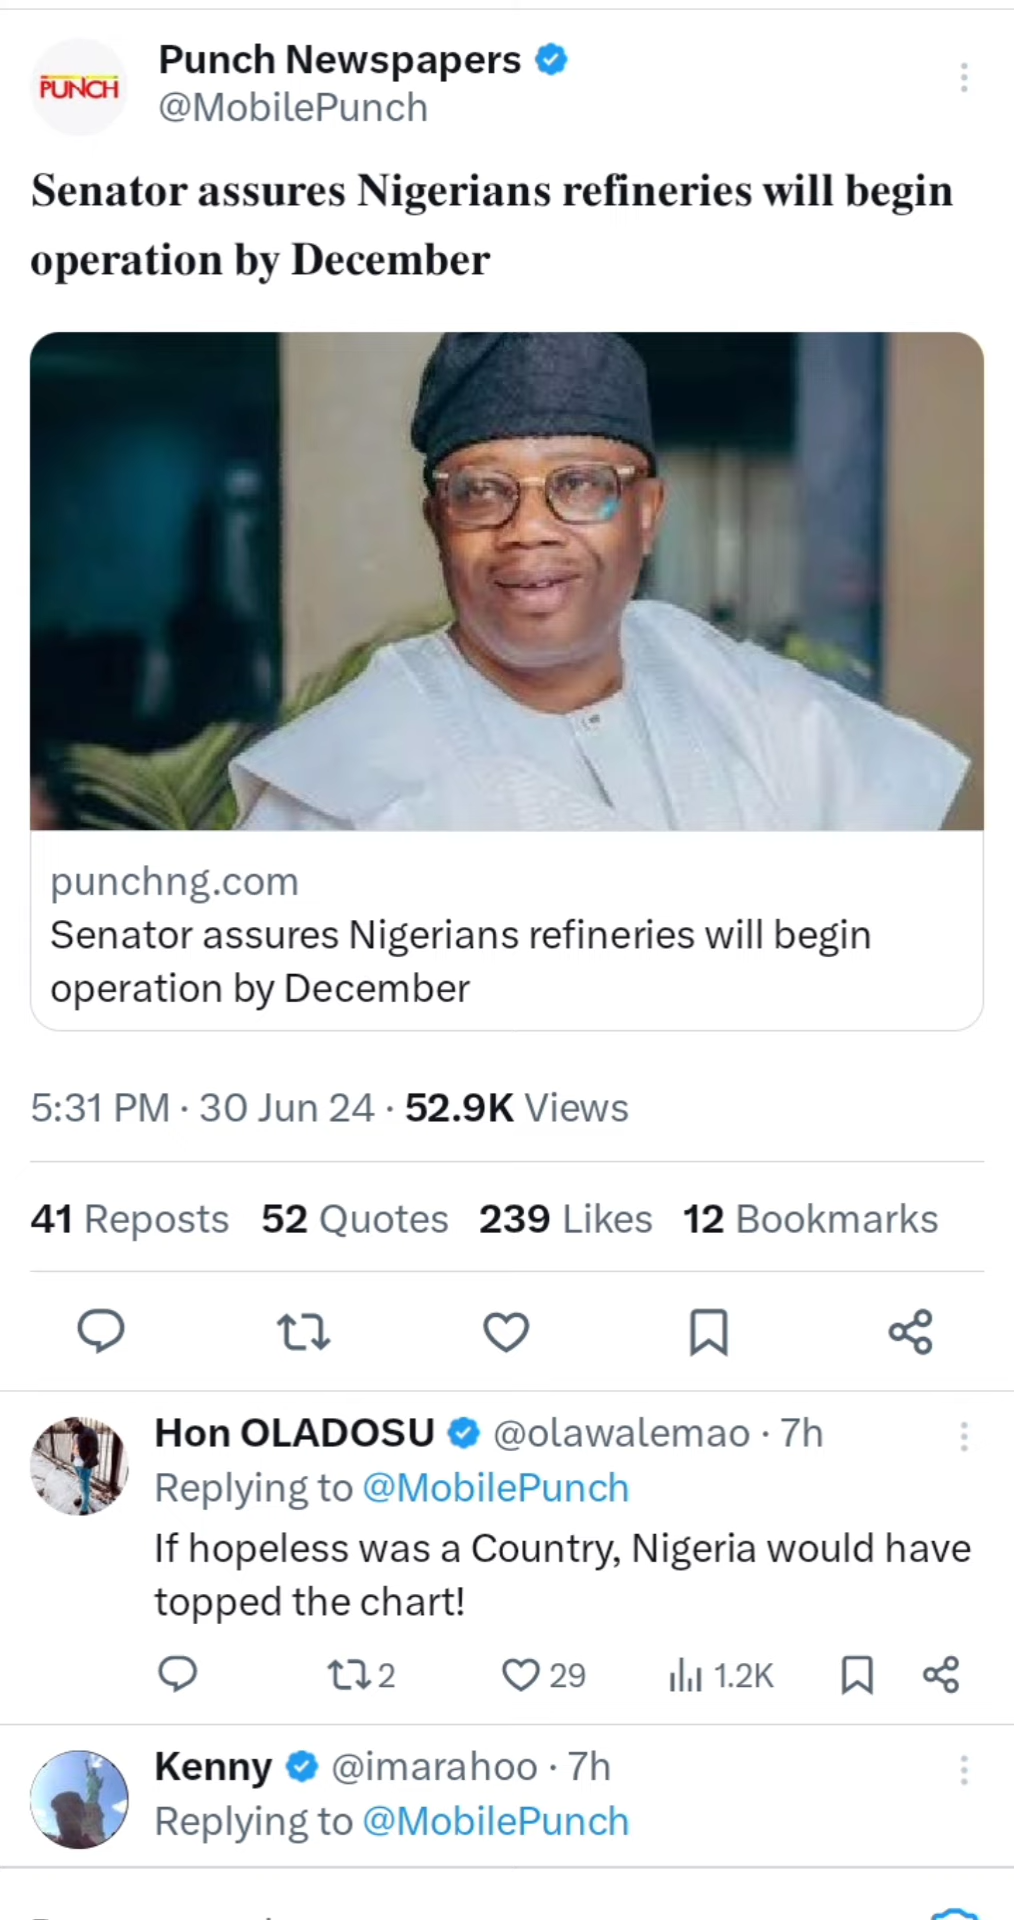 PUNCH
Punch Newspapers
@MobilePunch
Senator assures Nigerians refineries will begin
operation by December
punchng.com
Senator assures Nigerians refineries will begin
operation by December
5:31 PM · 30 Jun 24 · 52.9K Views
41 Reposts 52 Quotes 239 Likes 12 Bookmarks
Hon OLADOSU @olawalemao · 7h
Replying to @MobilePunch
If hopeless was a Country, Nigeria would have
topped the chart!
2 29 1.2K
Kenny @imarahoo · 7h
Replying to @MobilePunch